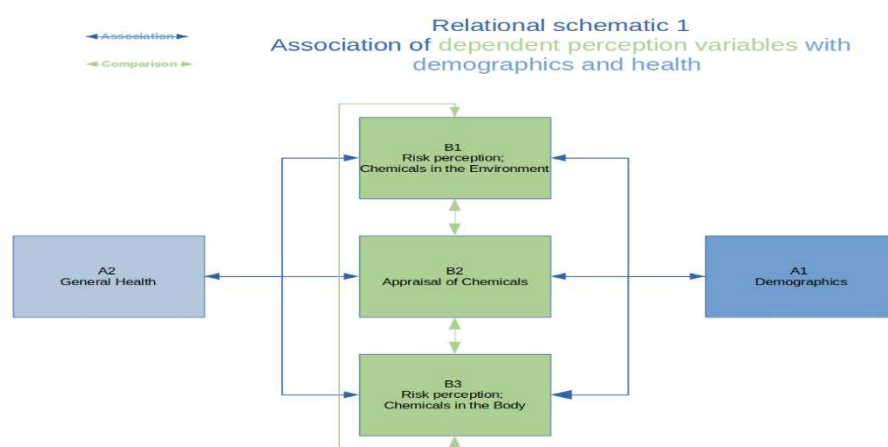 Relational schematic 1
Association of dependent perception variables with
demographics and health
Association
Comparison
B1
Risk perception;
Chemicals in the Environment
A2
General Health
B2
Appraisal of Chemicals
A1
Demographics
B3
Risk perception;
Chemicals in the Body